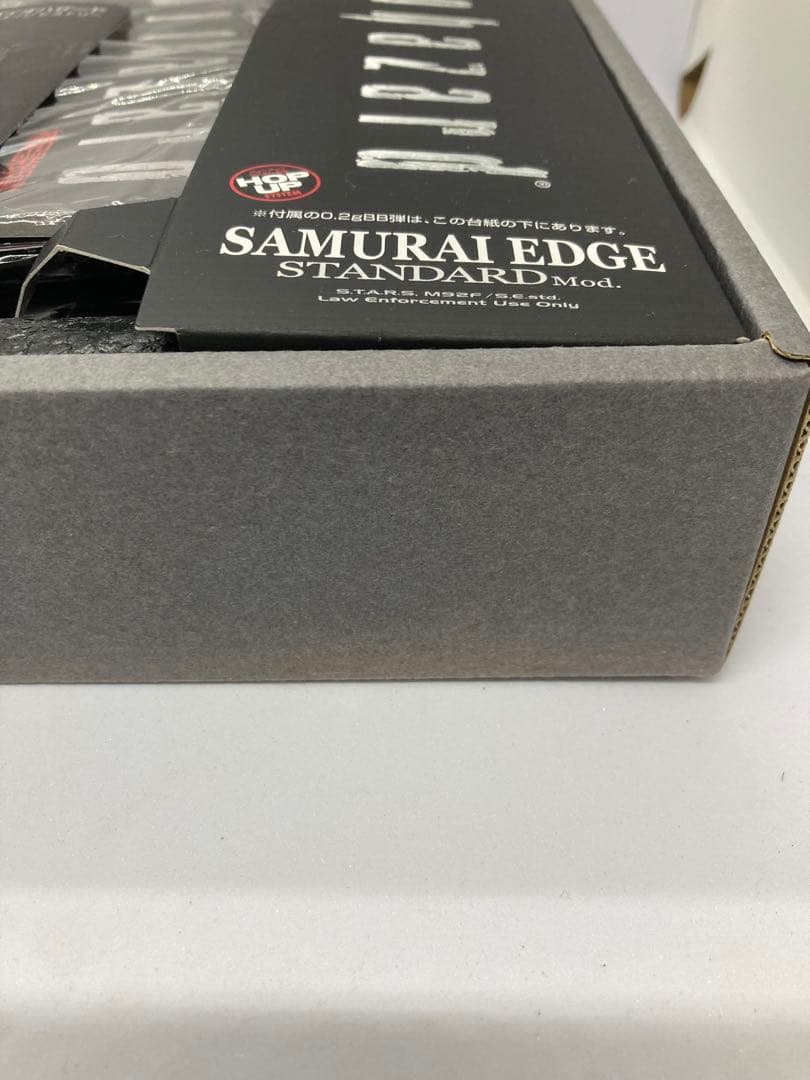 hazard
®
HOP
UP
SYSTEM
※付属の0.2gBB弾は、この台紙の下にあります。
SAMURAI EDGE
STANDARD Mod.
S.T.A.R.S. M92F / S.E.std.
Law Enforcement Use Only